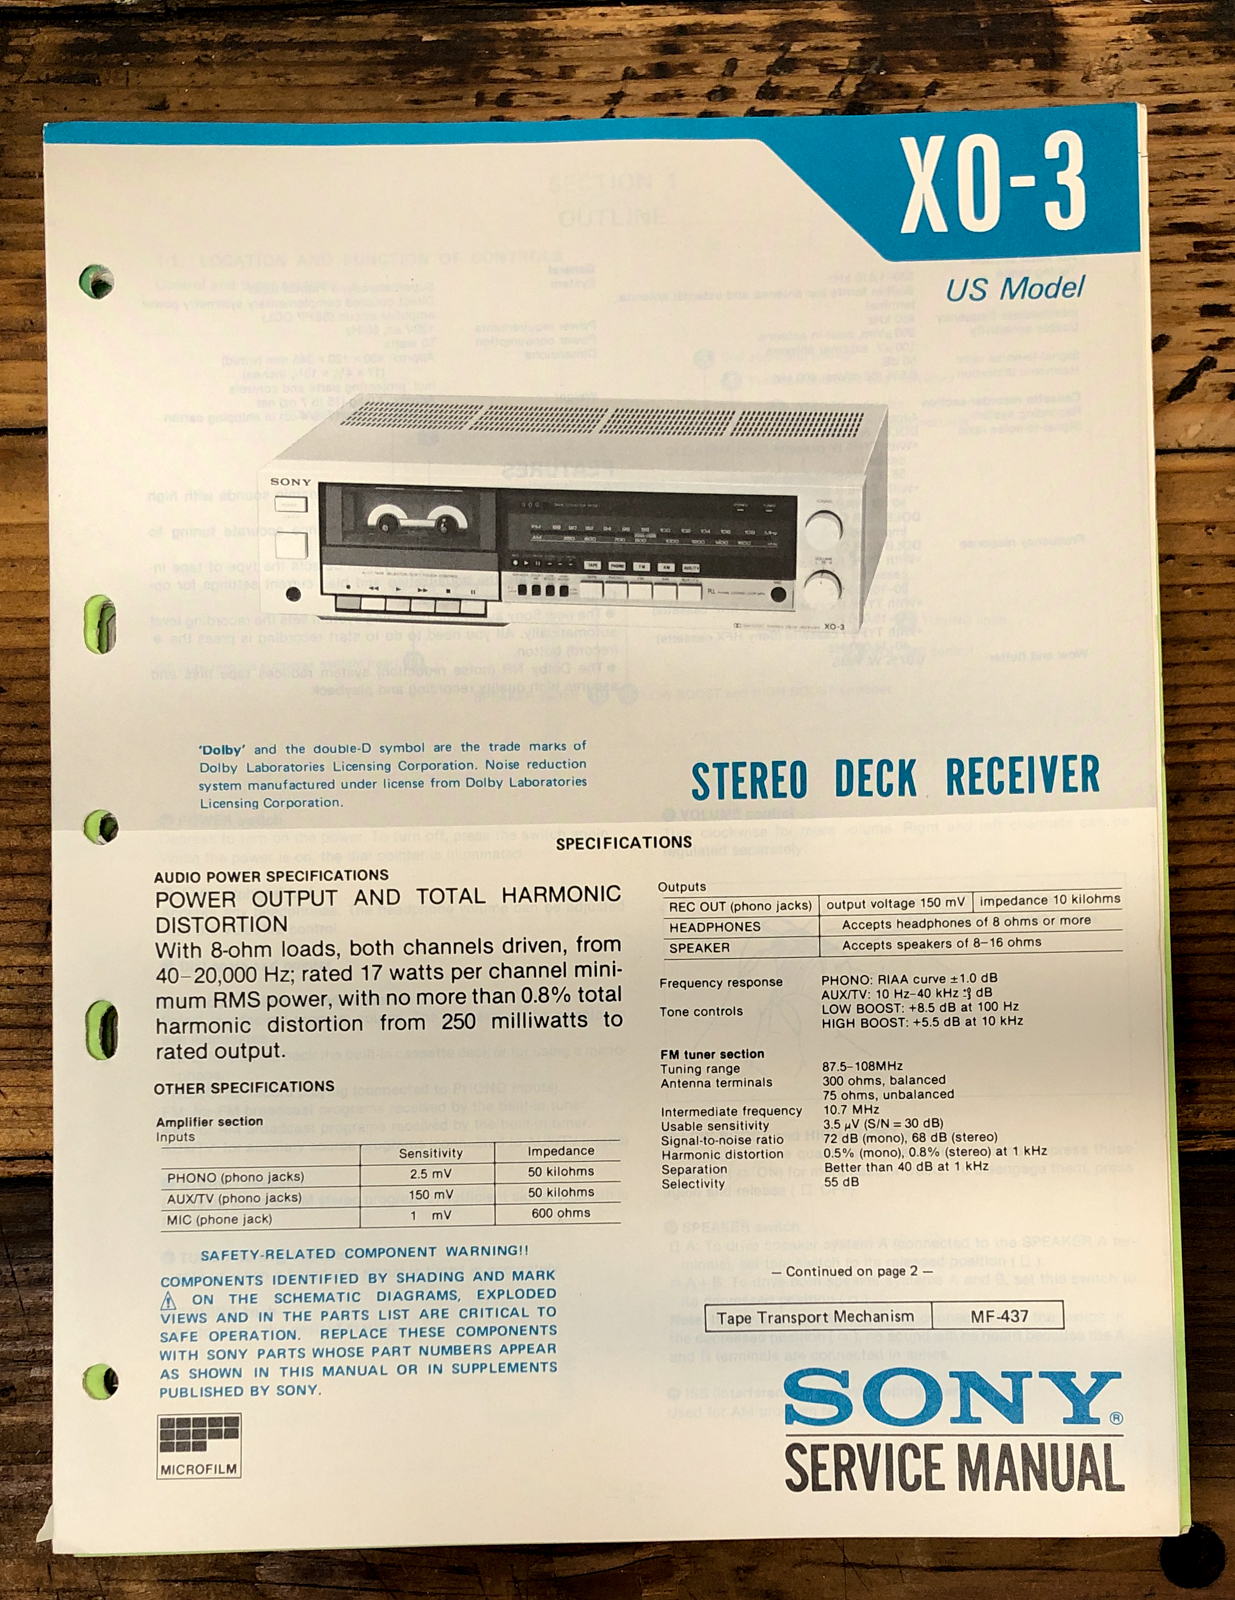 XO-3
US Model
SONY
XO-3
'Dolby' and the double-D symbol are the trade marks of
Dolby Laboratories Licensing Corporation. Noise reduction
system manufactured under license from Dolby Laboratories
Licensing Corporation.
STEREO DECK RECEIVER
SPECIFICATIONS
AUDIO POWER SPECIFICATIONS
POWER OUTPUT AND TOTAL HARMONIC
DISTORTION
With 8-ohm loads, both channels driven, from
40–20,000 Hz; rated 17 watts per channel mini-
mum RMS power, with no more than 0.8% total
harmonic distortion from 250 milliwatts to
rated output.
OTHER SPECIFICATIONS
Amplifier section
Inputs
Sensitivity Impedance
PHONO (phono jacks) 2.5 mV 50 kilohms
AUX/TV (phono jacks) 150 mV 50 kilohms
MIC (phone jack) 1 mV 600 ohms
SAFETY-RELATED COMPONENT WARNING!!
COMPONENTS IDENTIFIED BY SHADING AND MARK
⚠ ON THE SCHEMATIC DIAGRAMS, EXPLODED
VIEWS AND IN THE PARTS LIST ARE CRITICAL TO
SAFE OPERATION. REPLACE THESE COMPONENTS
WITH SONY PARTS WHOSE PART NUMBERS APPEAR
AS SHOWN IN THIS MANUAL OR IN SUPPLEMENTS
PUBLISHED BY SONY.
MICROFILM
Outputs
REC OUT (phono jacks) output voltage 150 mV impedance 10 kilohms
HEADPHONES Accepts headphones of 8 ohms or more
SPEAKER Accepts speakers of 8–16 ohms
Frequency response PHONO: RIAA curve ±1.0 dB
AUX/TV: 10 Hz–40 kHz dB
Tone controls LOW BOOST: +8.5 dB at 100 Hz
HIGH BOOST: +5.5 dB at 10 kHz
FM tuner section
Tuning range 87.5–108MHz
Antenna terminals 300 ohms, balanced
75 ohms, unbalanced
Intermediate frequency 10.7 MHz
Usable sensitivity 3.5 μV (S/N = 30 dB)
Signal-to-noise ratio 72 dB (mono), 68 dB (stereo)
Harmonic distortion 0.5% (mono), 0.8% (stereo) at 1 kHz
Separation Better than 40 dB at 1 kHz
Selectivity 55 dB
— Continued on page 2 —
Tape Transport Mechanism MF-437
SONY®
SERVICE MANUAL